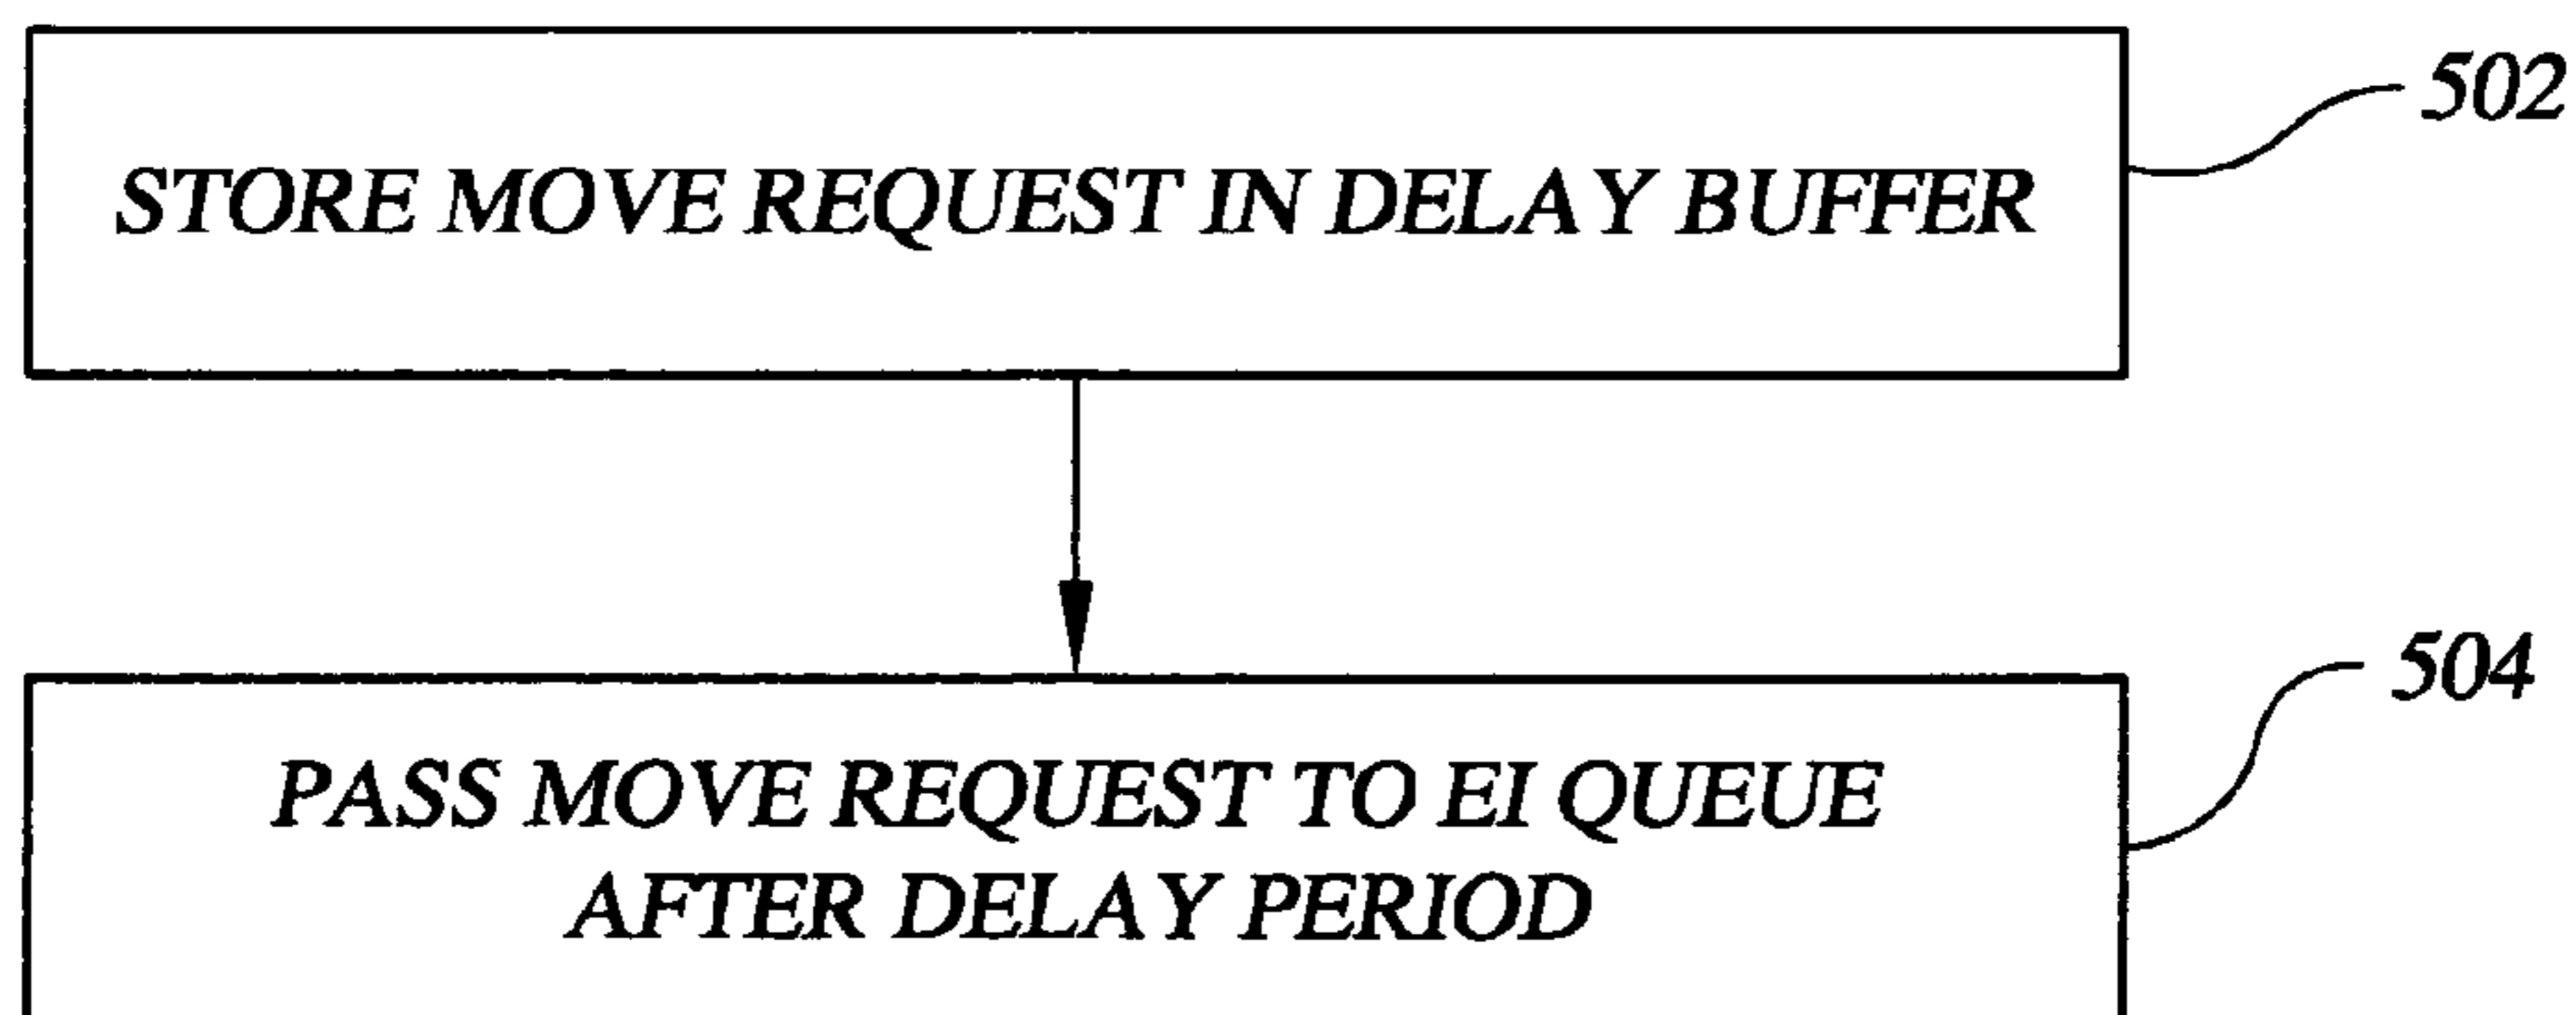 502
STORE MOVE REQUEST IN DELAY BUFFER
504
PASS MOVE REQUEST TO EI QUEUE
AFTER DELAY PERIOD